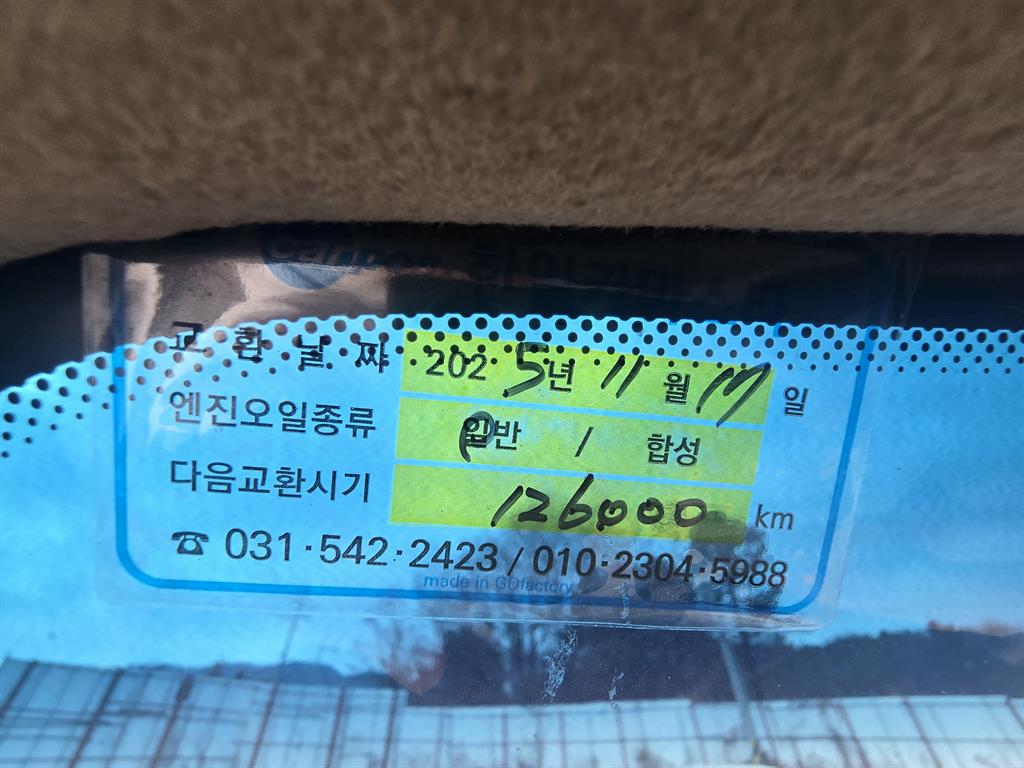 교환날짜 2025년 11월 17일
엔진오일종류 일반 / 합성
다음교환시기 126000 km
☎ 031·542·2423 / 010·2304·5988
made in GDfactory